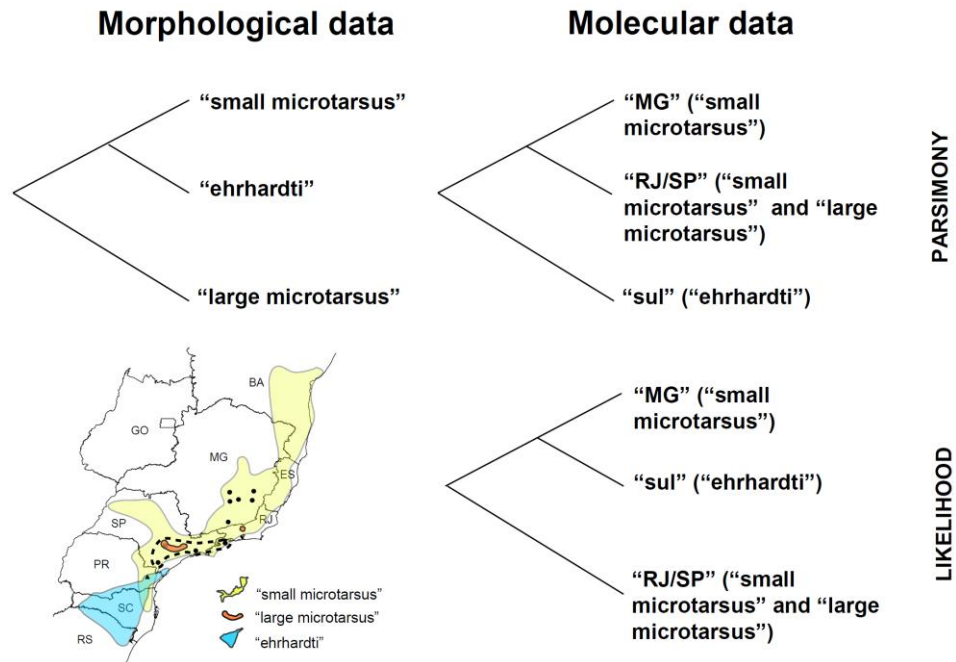 Morphological data
Molecular data
“small microtarsus”
“ehrhardti”
“large microtarsus”
“MG” (“small
microtarsus”)
“RJ/SP” (“small
microtarsus” and “large
microtarsus”)
“sul” (“ehrhardti”)
PARSIMONY
BA
GO
MG
ES
SP
RJ
PR
SC
RS
“small microtarsus”
“large microtarsus”
“ehrhardti”
“MG” (“small
microtarsus”)
“sul” (“ehrhardti”)
“RJ/SP” (“small
microtarsus” and “large
microtarsus”)
LIKELIHOOD